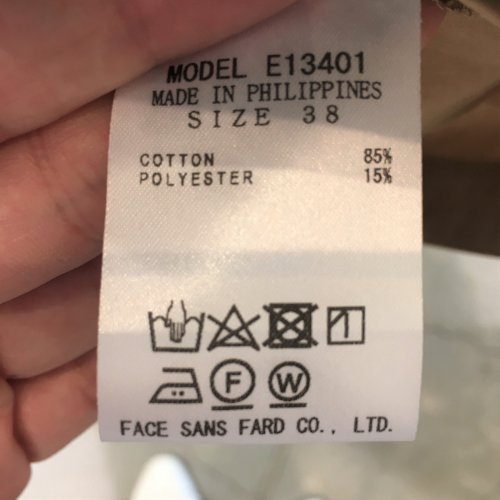 MODEL E13401
MADE IN PHILIPPINES
SIZE 38
COTTON 85%
POLYESTER 15%
F W
FACE SANS FARD CO., LTD.